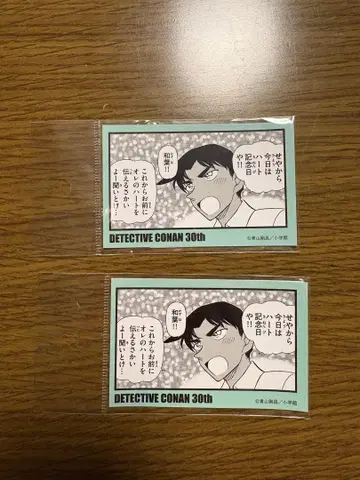 せやから
今日は
ハート
記念日
や!!
和葉!!
これからお前に
オレのハートを
伝えるさかい
よー聞いとけ…
DETECTIVE CONAN 30th
©青山剛昌／小学館
せやから
今日は
ハート
記念日
や!!
和葉!!
これからお前に
オレのハートを
伝えるさかい
よー聞いとけ…
DETECTIVE CONAN 30th
©青山剛昌／小学館